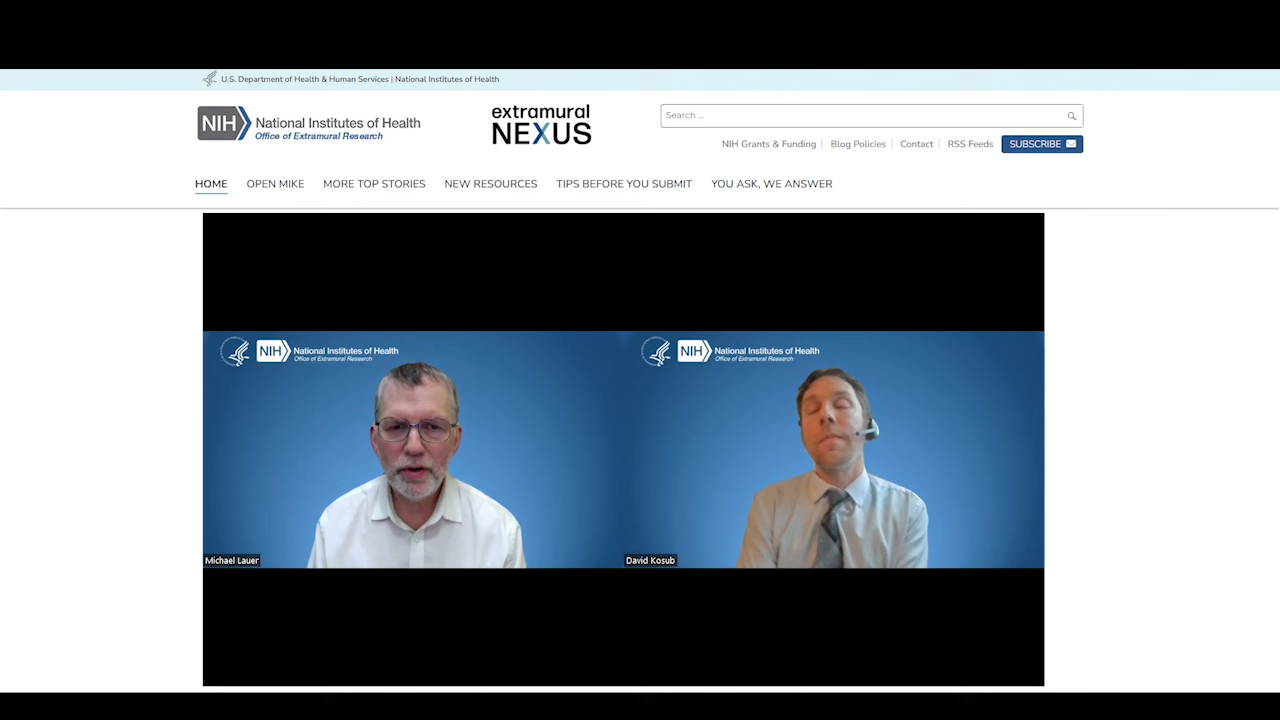 U.S. Department of Health & Human Services | National Institutes of Health
NIH National Institutes of Health
Office of Extramural Research
extramural
NEXUS
Search ...
NIH Grants & Funding | Blog Policies | Contact | RSS Feeds SUBSCRIBE
HOME OPEN MIKE MORE TOP STORIES NEW RESOURCES TIPS BEFORE YOU SUBMIT YOU ASK, WE ANSWER
NIH National Institutes of Health
Office of Extramural Research
NIH National Institutes of Health
Office of Extramural Research
Michael Lauer
David Kosub